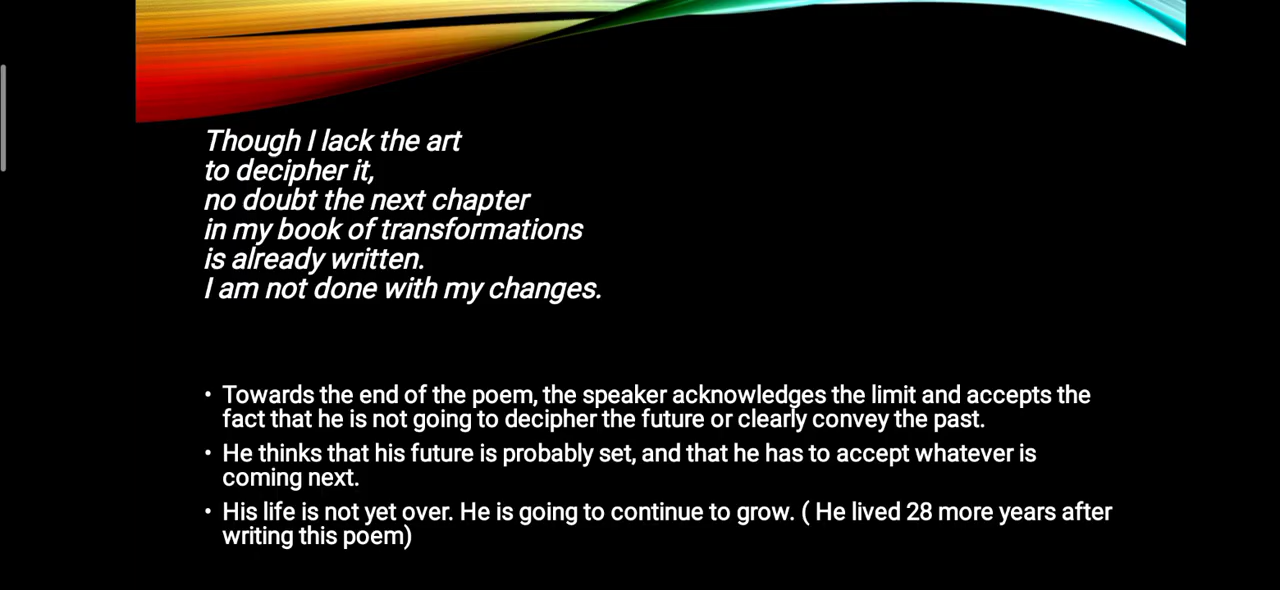 Though I lack the art
to decipher it,
no doubt the next chapter
in my book of transformations
is already written.
I am not done with my changes.
• Towards the end of the poem, the speaker acknowledges the limit and accepts the
fact that he is not going to decipher the future or clearly convey the past.
• He thinks that his future is probably set, and that he has to accept whatever is
coming next.
• His life is not yet over. He is going to continue to grow. ( He lived 28 more years after
writing this poem)